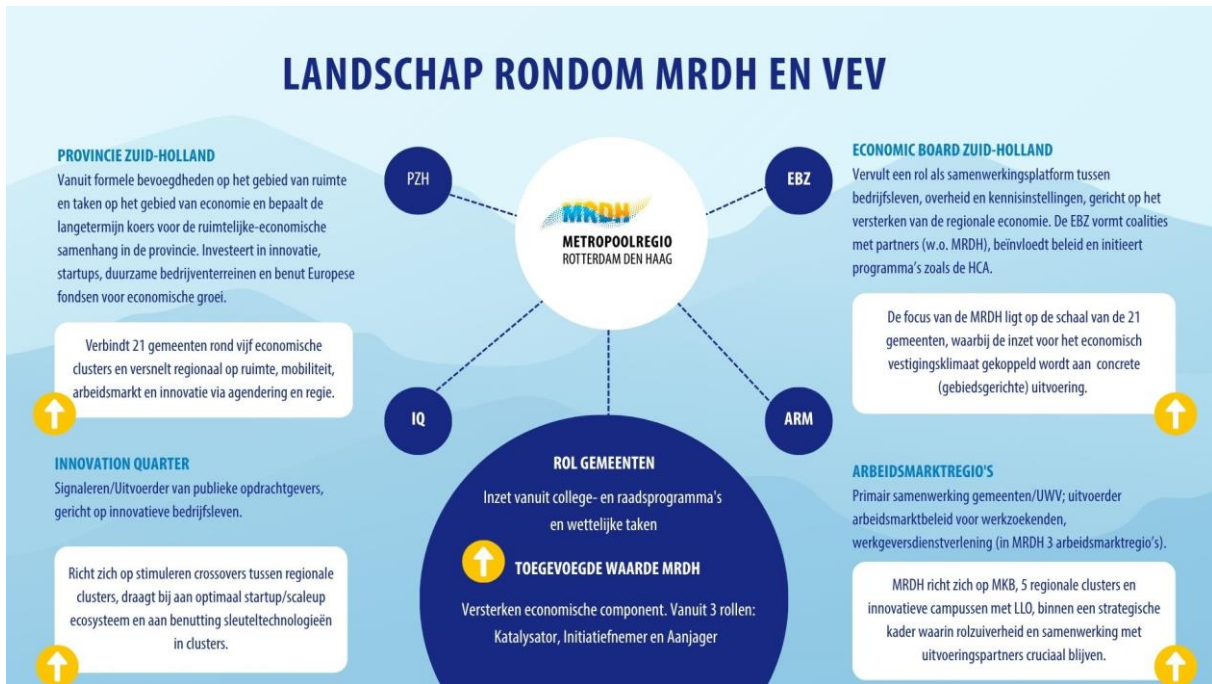 LANDSCHAP RONDOM MRDH EN VEV
PROVINCIE ZUID-HOLLAND
Vanuit formele bevoegdheden op het gebied van ruimte
en taken op het gebied van economie en bepaalt de
langetermijn koers voor de ruimtelijke-economische
samenhang in de provincie. Investeert in innovatie,
startups, duurzame bedrijventerreinen en benut Europese
fondsen voor economische groei.
Verbindt 21 gemeenten rond vijf economische
clusters en versnelt regionaal op ruimte, mobiliteit,
arbeidsmarkt en innovatie via agendering en regie.
PZH
MRDH
METROPOOLREGIO
ROTTERDAM DEN HAAG
EBZ
ECONOMIC BOARD ZUID-HOLLAND
Vervult een rol als samenwerkingsplatform tussen
bedrijfsleven, overheid en kennisinstellingen, gericht op het
versterken van de regionale economie. De EBZ vormt coalities
met partners (w.o. MRDH), beïnvloedt beleid en initieert
programma's zoals de HCA.
De focus van de MRDH ligt op de schaal van de 21
gemeenten, waarbij de inzet voor het economisch
vestigingsklimaat gekoppeld wordt aan concrete
(gebiedsgerichte) uitvoering.
IQ
ARM
INNOVATION QUARTER
Signaleren/Uitvoerder van publieke opdrachtgevers,
gericht op innovatieve bedrijfsleven.
Richt zich op stimuleren crossovers tussen regionale
clusters, draagt bij aan optimaal startup/scaleup
ecosysteem en aan benutting sleuteltechnologieën
in clusters.
ROL GEMEENTEN
Inzet vanuit college- en raadsprogramma's
en wettelijke taken
TOEGEVOEGDE WAARDE MRDH
Versterken economische component. Vanuit 3 rollen:
Katalysator, Initiatiefnemer en Aanjager
ARBEIDSMARKTREGIO'S
Primair samenwerking gemeenten/UWV; uitvoerder
arbeidsmarktbeleid voor werkzoekenden,
werkgeversdienstverlening (in MRDH 3 arbeidsmarktregio's).
MRDH richt zich op MKB, 5 regionale clusters en
innovatieve campussen met LLO, binnen een strategische
kader waarin rolzuiverheid en samenwerking met
uitvoeringspartners cruciaal blijven.